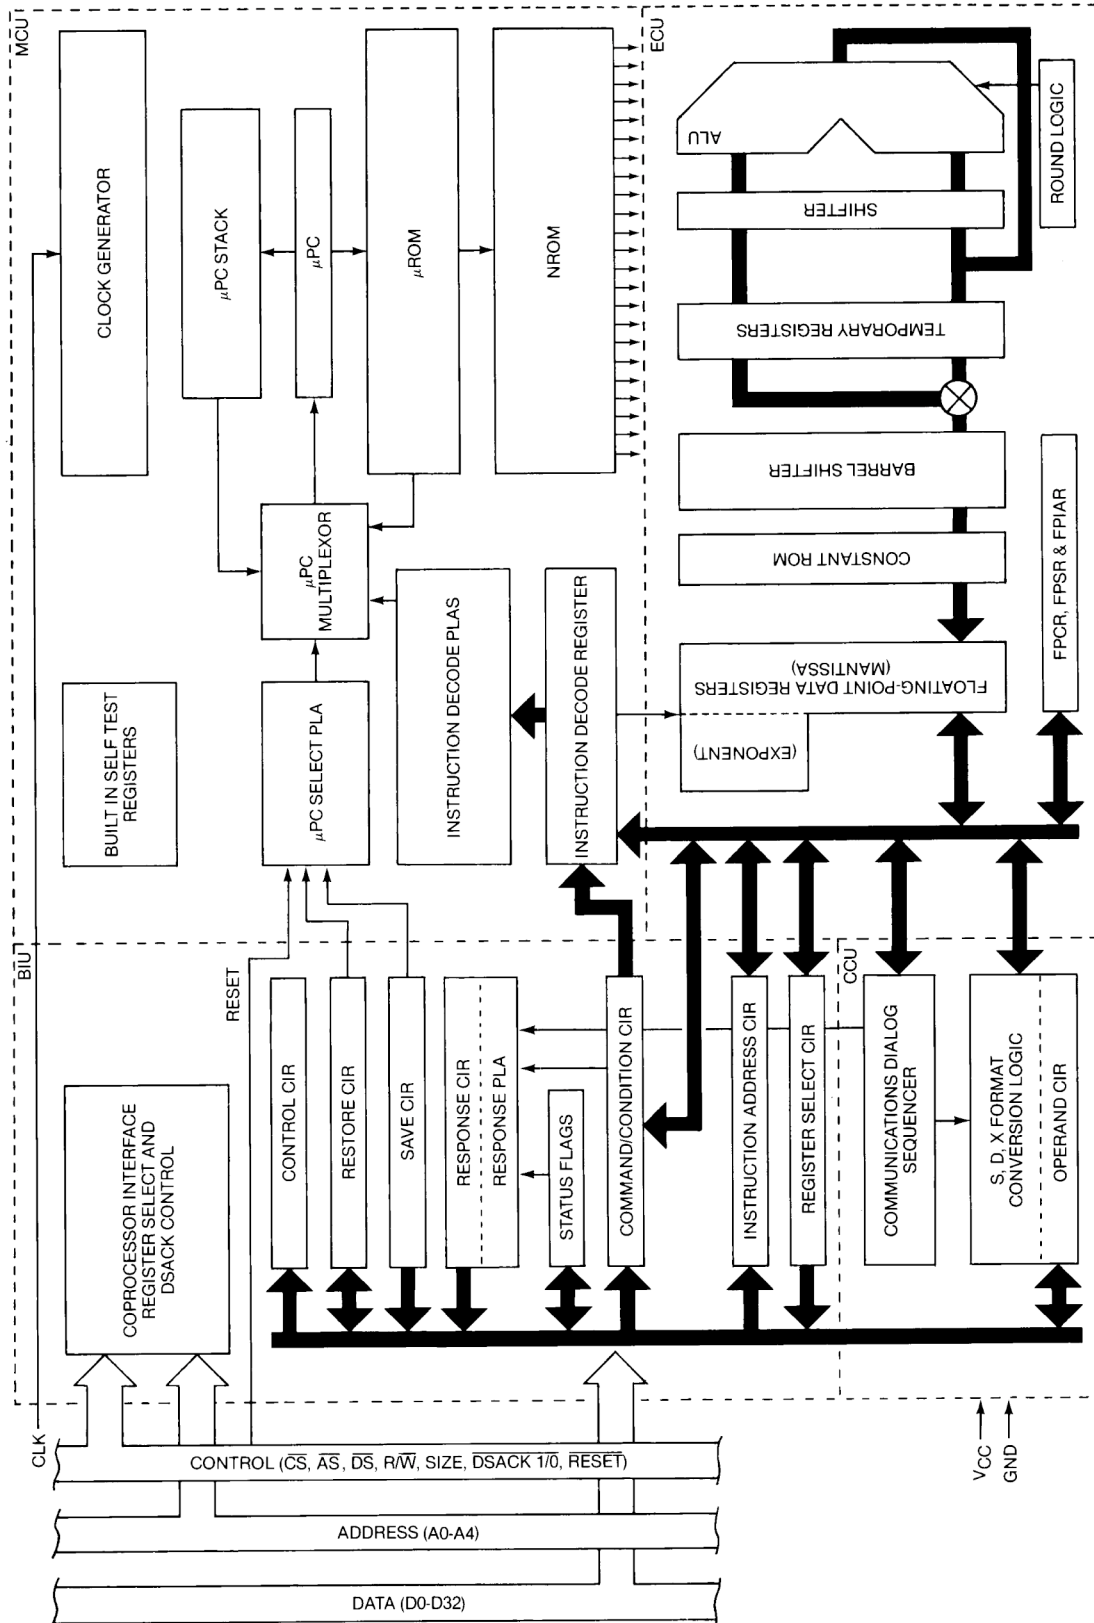 MCU
CLOCK GENERATOR
μPC STACK
μPC
μROM
NROM
μPC
MULTIPLEXOR
BUILT IN SELF TEST
REGISTERS
μPC SELECT PLA
INSTRUCTION DECODE PLAS
INSTRUCTION DECODE REGISTER
ECU
ALU
ROUND LOGIC
SHIFTER
TEMPORARY REGISTERS
BARREL SHIFTER
CONSTANT ROM
FLOATING-POINT DATA REGISTERS
(MANTISSA)
(EXPONENT)
FPCR, FPSR & FPIAR
BIU
RESET
COPROCESSOR INTERFACE
REGISTER SELECT AND
DSACK CONTROL
CONTROL CIR
RESTORE CIR
SAVE CIR
RESPONSE CIR
RESPONSE PLA
STATUS FLAGS
COMMAND/CONDITION CIR
INSTRUCTION ADDRESS CIR
REGISTER SELECT CIR
CCU
COMMUNICATIONS DIALOG
SEQUENCER
S, D, X FORMAT
CONVERSION LOGIC
OPERAND CIR
CLK
CONTROL (CS, AS, DS, R/W, SIZE, DSACK 1/0, RESET)
ADDRESS (A0-A4)
DATA (D0-D32)
VCC
GND